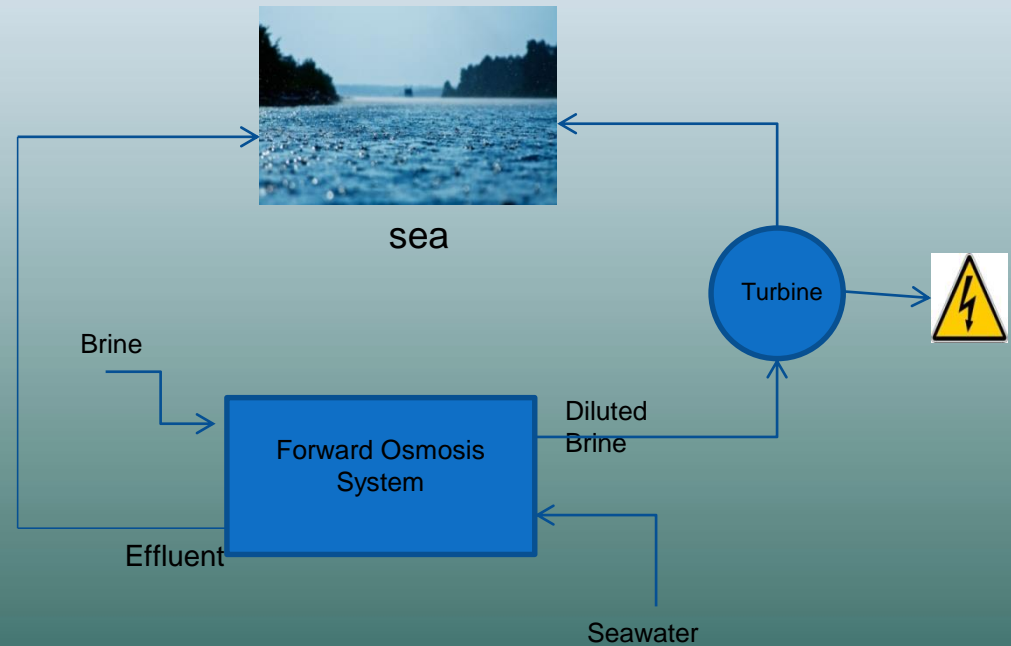 sea
Turbine
Brine
Diluted
Brine
Forward Osmosis
System
Effluent
Seawater